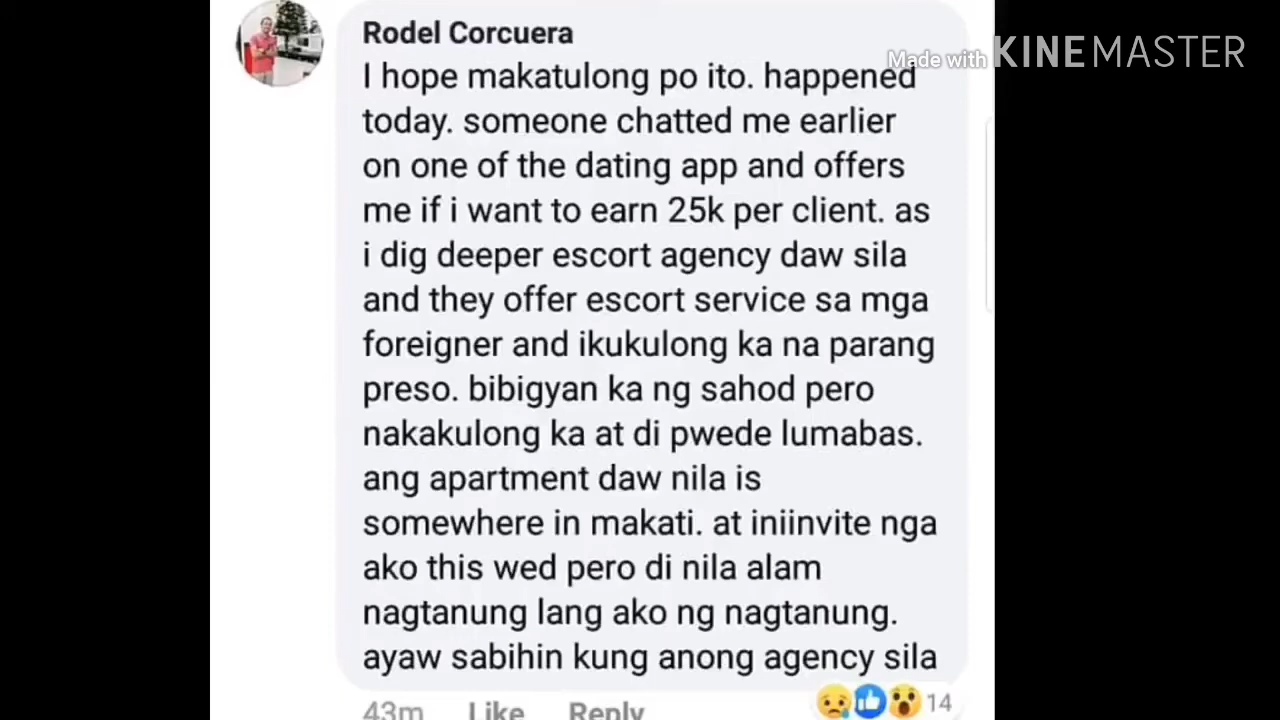 Rodel Corcuera
Made with KINEMASTER
I hope makatulong po ito. happened
today. someone chatted me earlier
on one of the dating app and offers
me if i want to earn 25k per client. as
i dig deeper escort agency daw sila
and they offer escort service sa mga
foreigner and ikukulong ka na parang
preso. bibigyan ka ng sahod pero
nakakulong ka at di pwede lumabas.
ang apartment daw nila is
somewhere in makati. at iniinvite nga
ako this wed pero di nila alam
nagtanung lang ako ng nagtanung.
ayaw sabihin kung anong agency sila
43m Like Reply 14